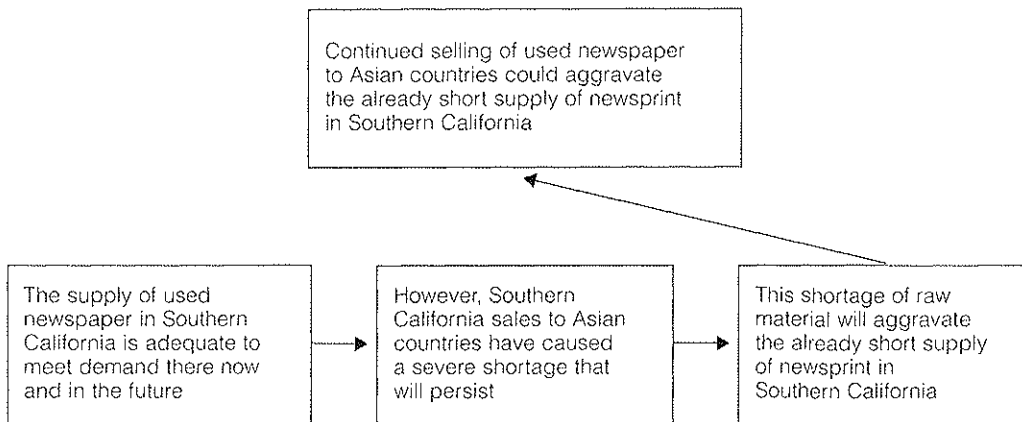 Continued selling of used newspaper
to Asian countries could aggravate
the already short supply of newsprint
in Southern California
The supply of used
newspaper in Southern
California is adequate to
meet demand there now
and in the future
However, Southern
California sales to Asian
countries have caused
a severe shortage that
will persist
This shortage of raw
material will aggravate
the already short supply
of newsprint in
Southern California